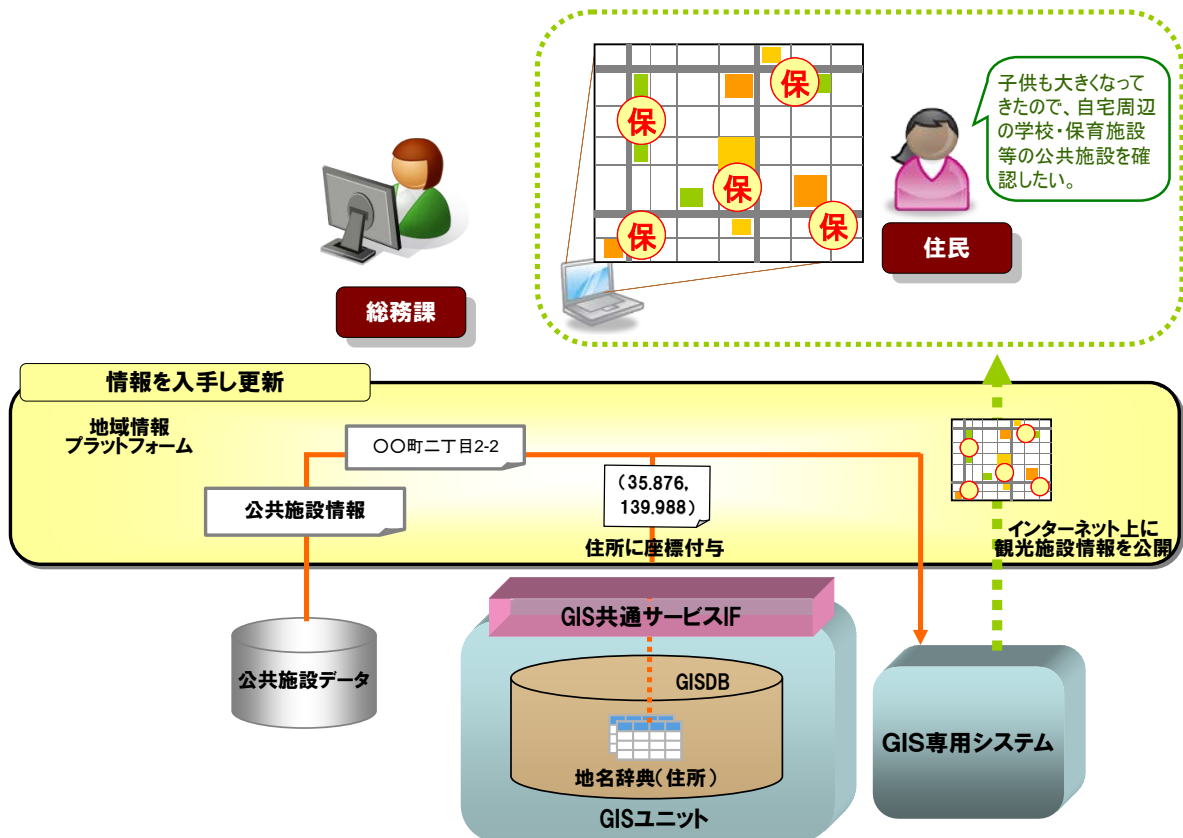 保
保
保
保
保
子供も大きくなって
きたので、自宅周辺
の学校・保育施設
等の公共施設を確
認したい。
住民
総務課
情報を入手し更新
地域情報
プラットフォーム
〇〇町二丁目2-2
公共施設情報
（35.876,
139.988）
住所に座標付与
インターネット上に
観光施設情報を公開
GIS共通サービスIF
公共施設データ
GISDB
地名辞典（住所）
GISユニット
GIS専用システム